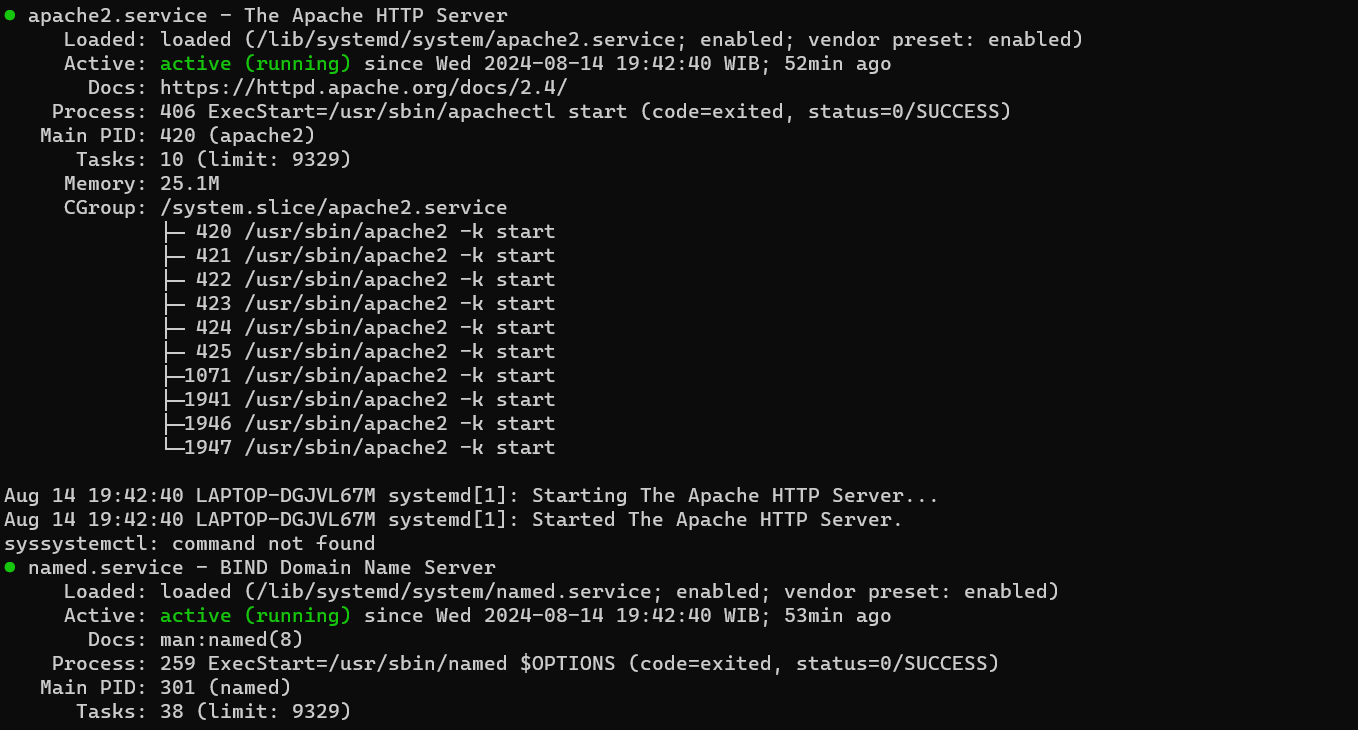 ● apache2.service - The Apache HTTP Server
     Loaded: loaded (/lib/systemd/system/apache2.service; enabled; vendor preset: enabled)
     Active: active (running) since Wed 2024-08-14 19:42:40 WIB; 52min ago
       Docs: https://httpd.apache.org/docs/2.4/
    Process: 406 ExecStart=/usr/sbin/apachectl start (code=exited, status=0/SUCCESS)
   Main PID: 420 (apache2)
      Tasks: 10 (limit: 9329)
     Memory: 25.1M
     CGroup: /system.slice/apache2.service
             ├─ 420 /usr/sbin/apache2 -k start
             ├─ 421 /usr/sbin/apache2 -k start
             ├─ 422 /usr/sbin/apache2 -k start
             ├─ 423 /usr/sbin/apache2 -k start
             ├─ 424 /usr/sbin/apache2 -k start
             ├─ 425 /usr/sbin/apache2 -k start
             ├─1071 /usr/sbin/apache2 -k start
             ├─1941 /usr/sbin/apache2 -k start
             ├─1946 /usr/sbin/apache2 -k start
             └─1947 /usr/sbin/apache2 -k start

Aug 14 19:42:40 LAPTOP-DGJVL67M systemd[1]: Starting The Apache HTTP Server...
Aug 14 19:42:40 LAPTOP-DGJVL67M systemd[1]: Started The Apache HTTP Server.
syssystemctl: command not found
● named.service - BIND Domain Name Server
     Loaded: loaded (/lib/systemd/system/named.service; enabled; vendor preset: enabled)
     Active: active (running) since Wed 2024-08-14 19:42:40 WIB; 53min ago
       Docs: man:named(8)
    Process: 259 ExecStart=/usr/sbin/named $OPTIONS (code=exited, status=0/SUCCESS)
   Main PID: 301 (named)
      Tasks: 38 (limit: 9329)